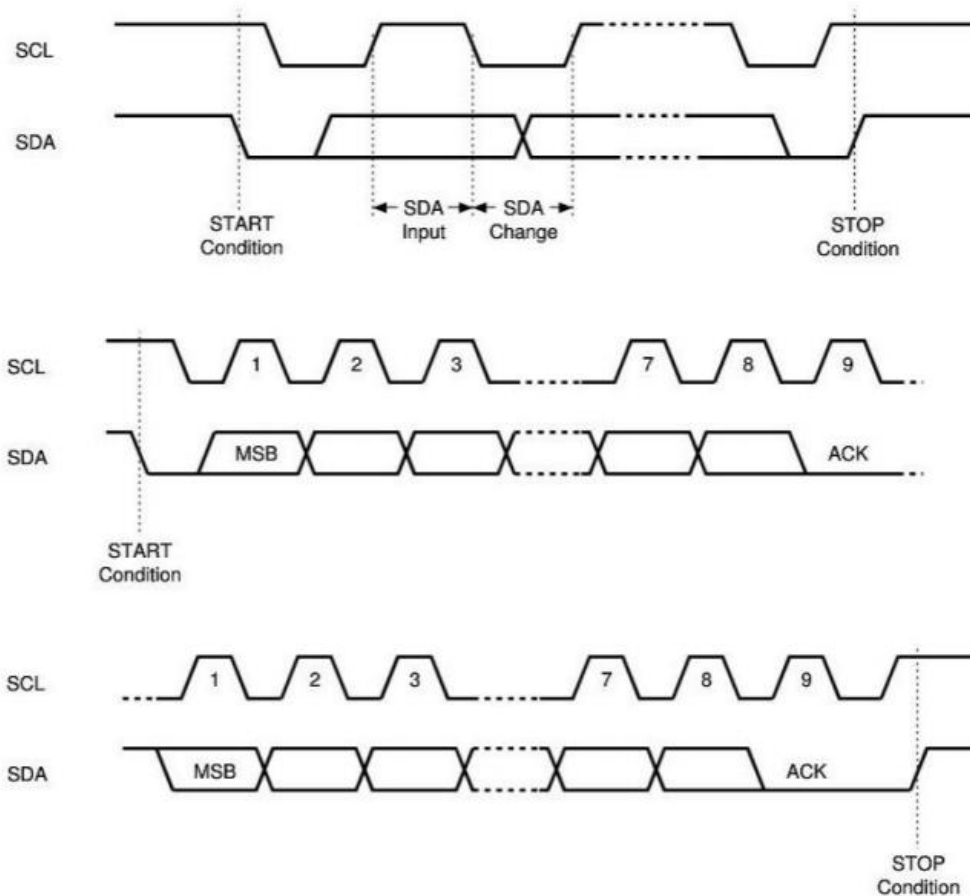 SCL
SDA
SDA
Input
SDA
Change
START
Condition
STOP
Condition
SCL
1 2 3 7 8 9
SDA
MSB ACK
START
Condition
SCL
1 2 3 7 8 9
SDA
MSB ACK
STOP
Condition